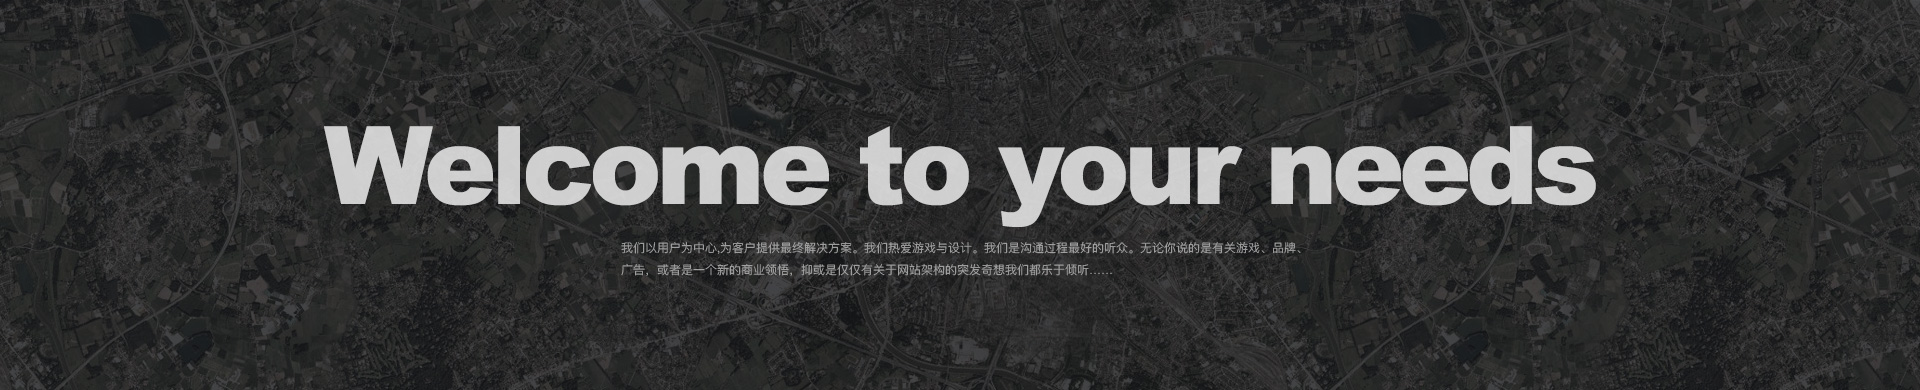 Welcome to your needs
我们以用户为中心,为客户提供最终解决方案。我们热爱游戏与设计。我们是沟通过程最好的听众。无论你说的是有关游戏、品牌、
广告，或者是一个新的商业领悟，抑或是仅仅有关于网站架构的突发奇想我们都乐于倾听……